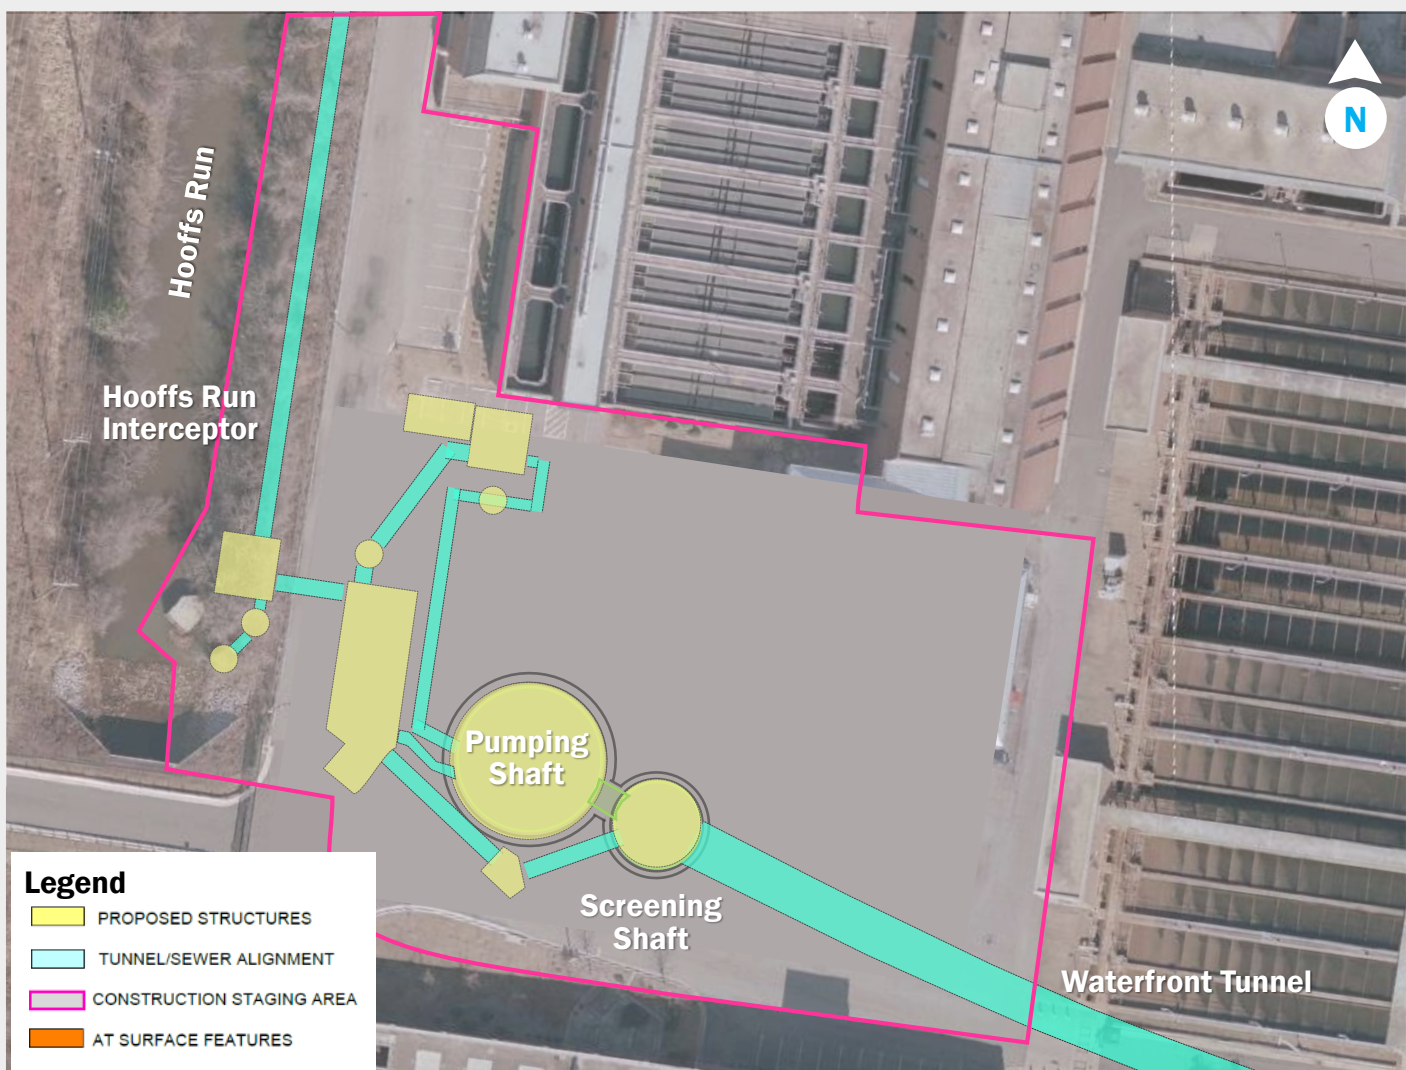 N
Hooffs Run
Hooffs Run
Interceptor
Pumping
Shaft
Screening
Shaft
Waterfront Tunnel
Legend
PROPOSED STRUCTURES
TUNNEL/SEWER ALIGNMENT
CONSTRUCTION STAGING AREA
AT SURFACE FEATURES